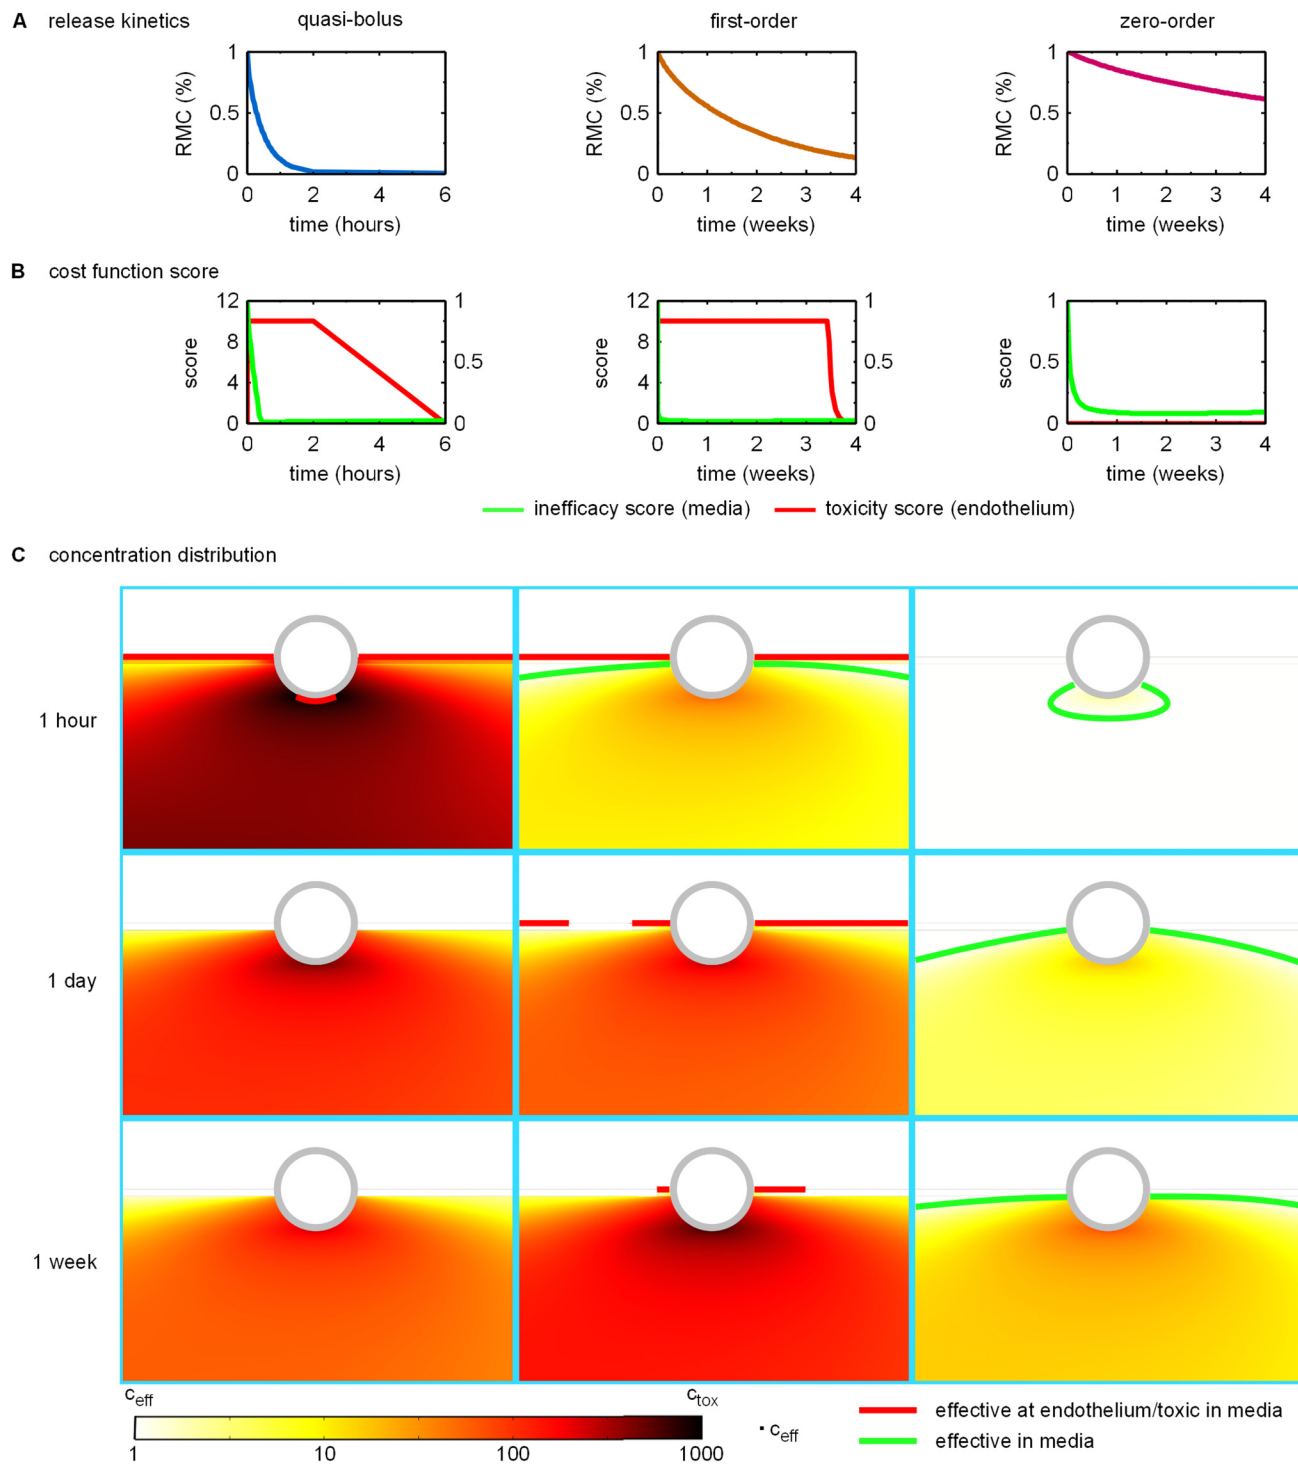 A release kinetics quasi-bolus first-order zero-order
1 1 1
RMC (%) RMC (%) RMC (%)
0.5 0.5 0.5
0 0 0
0 2 4 6 0 1 2 3 4 0 1 2 3 4
time (hours) time (weeks) time (weeks)
B cost function score
12 1 12 1 1
8 8
score 0.5 score 0.5 score 0.5
4 4
0 0 0 0 0
0 2 4 6 0 1 2 3 4 0 1 2 3 4
time (hours) time (weeks) time (weeks)
inefficacy score (media) toxicity score (endothelium)
C concentration distribution
1 hour
1 day
1 week
c_eff c_tox
1 10 100 1000 · c_eff
effective at endothelium/toxic in media
effective in media